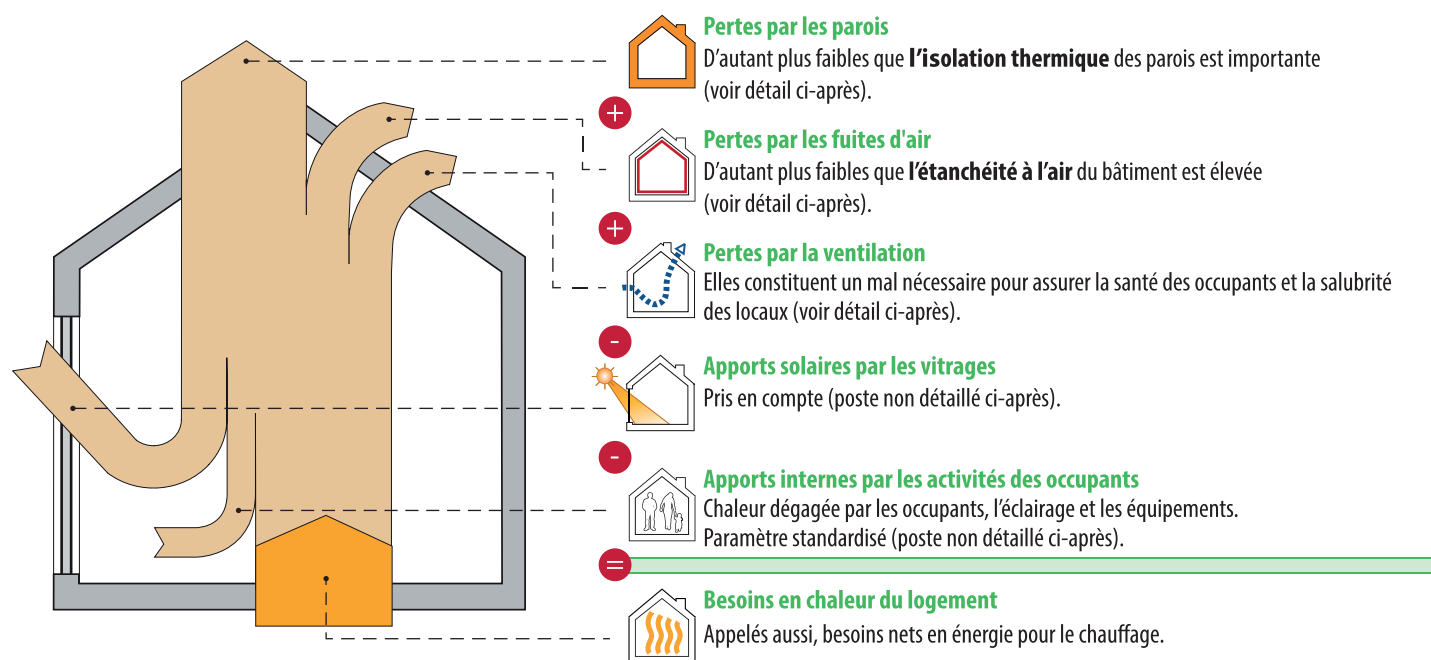 Pertes par les parois
D'autant plus faibles que l'isolation thermique des parois est importante
(voir détail ci-après).
+
Pertes par les fuites d'air
D'autant plus faibles que l'étanchéité à l'air du bâtiment est élevée
(voir détail ci-après).
+
Pertes par la ventilation
Elles constituent un mal nécessaire pour assurer la santé des occupants et la salubrité
des locaux (voir détail ci-après).
-
Apports solaires par les vitrages
Pris en compte (poste non détaillé ci-après).
-
Apports internes par les activités des occupants
Chaleur dégagée par les occupants, l'éclairage et les équipements.
Paramètre standardisé (poste non détaillé ci-après).
=
Besoins en chaleur du logement
Appelés aussi, besoins nets en énergie pour le chauffage.